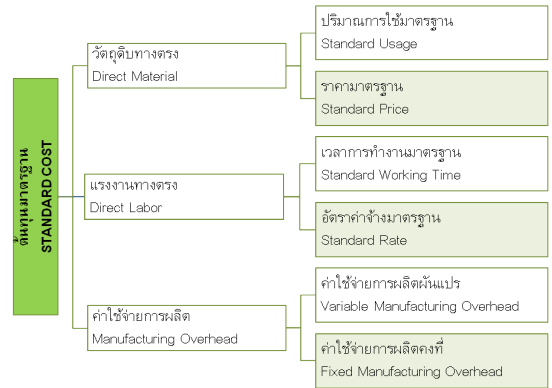 ต้นทุนมาตรฐาน
STANDARD COST
วัตถุดิบทางตรง
Direct Material
ปริมาณการใช้มาตรฐาน
Standard Usage
ราคามาตรฐาน
Standard Price
แรงงานทางตรง
Direct Labor
เวลาการทำงานมาตรฐาน
Standard Working Time
อัตราค่าจ้างมาตรฐาน
Standard Rate
ค่าใช้จ่ายการผลิต
Manufacturing Overhead
ค่าใช้จ่ายการผลิตผันแปร
Variable Manufacturing Overhead
ค่าใช้จ่ายการผลิตคงที่
Fixed Manufacturing Overhead